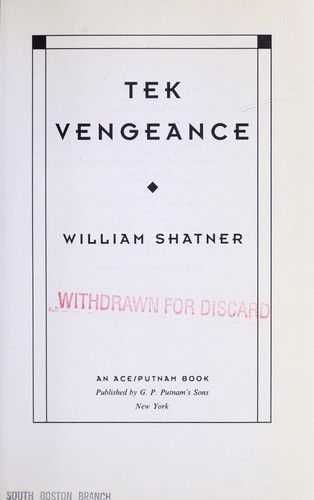 TEK
VENGEANCE
WILLIAM SHATNER
WITHDRAWN FOR DISCARD
AN ACE/PUTNAM BOOK
Published by G. P. Putnam's Sons
New York
SOUTH BOSTON BRANCH